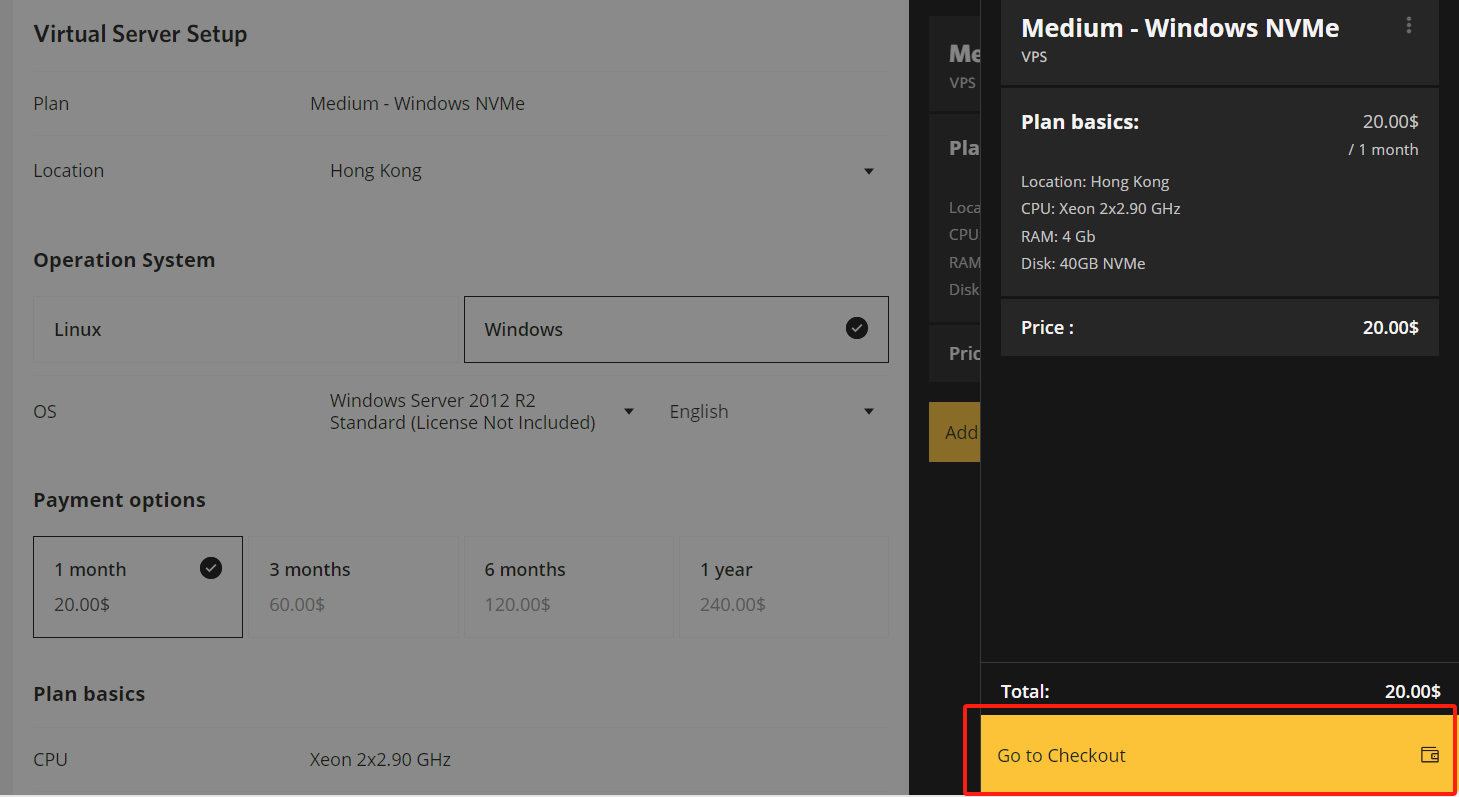 Virtual Server Setup
Plan Medium - Windows NVMe
Location Hong Kong
Operation System
Linux Windows
OS Windows Server 2012 R2
Standard (License Not Included) English
Payment options
1 month 3 months 6 months 1 year
20.00$ 60.00$ 120.00$ 240.00$
Plan basics
CPU Xeon 2x2.90 GHz
Me
VPS
Pla
Loca
CPU
RAM
Disk
Pric
Add
Medium - Windows NVMe
VPS
Plan basics: 20.00$
/ 1 month
Location: Hong Kong
CPU: Xeon 2x2.90 GHz
RAM: 4 Gb
Disk: 40GB NVMe
Price : 20.00$
Total: 20.00$
Go to Checkout